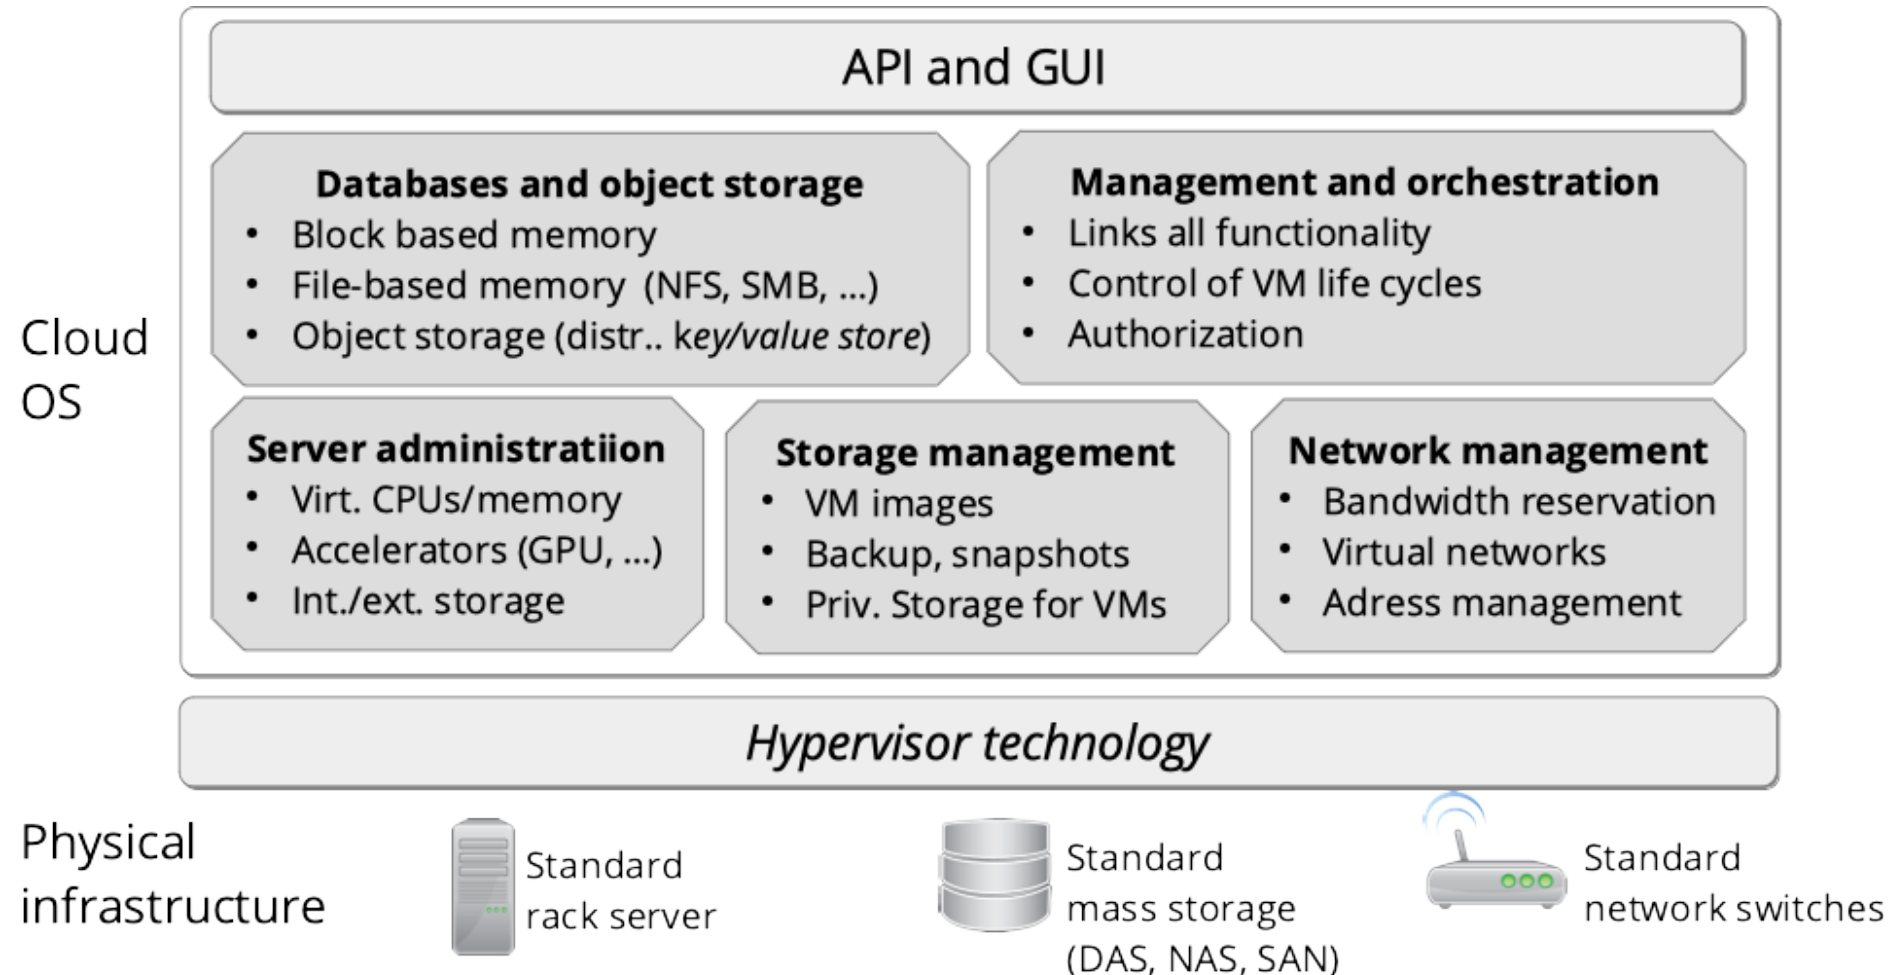 API and GUI
Databases and object storage
• Block based memory
• File-based memory (NFS, SMB, ...)
• Object storage (distr.. key/value store)
Management and orchestration
• Links all functionality
• Control of VM life cycles
• Authorization
Cloud
OS
Server administratiion
• Virt. CPUs/memory
• Accelerators (GPU, ...)
• Int./ext. storage
Storage management
• VM images
• Backup, snapshots
• Priv. Storage for VMs
Network management
• Bandwidth reservation
• Virtual networks
• Adress management
Hypervisor technology
Physical
infrastructure
Standard
rack server
Standard
mass storage
(DAS, NAS, SAN)
Standard
network switches